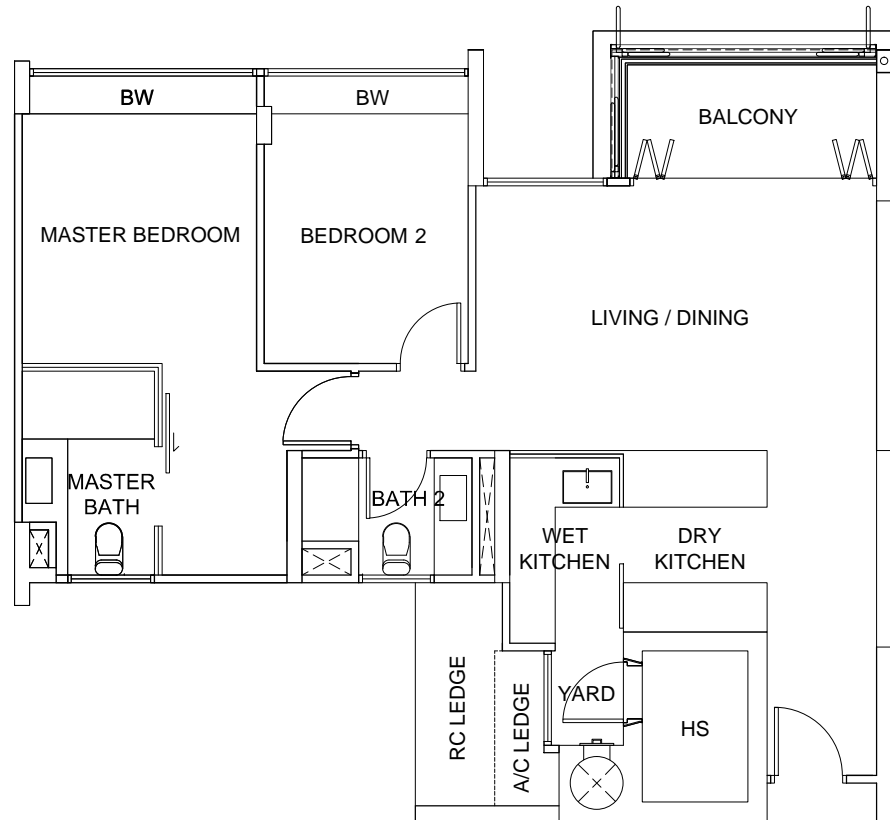 BW
BW
BALCONY
MASTER BEDROOM
BEDROOM 2
LIVING / DINING
MASTER
BATH
BATH 2
WET
KITCHEN
DRY
KITCHEN
RC LEDGE
A/C LEDGE
YARD
HS